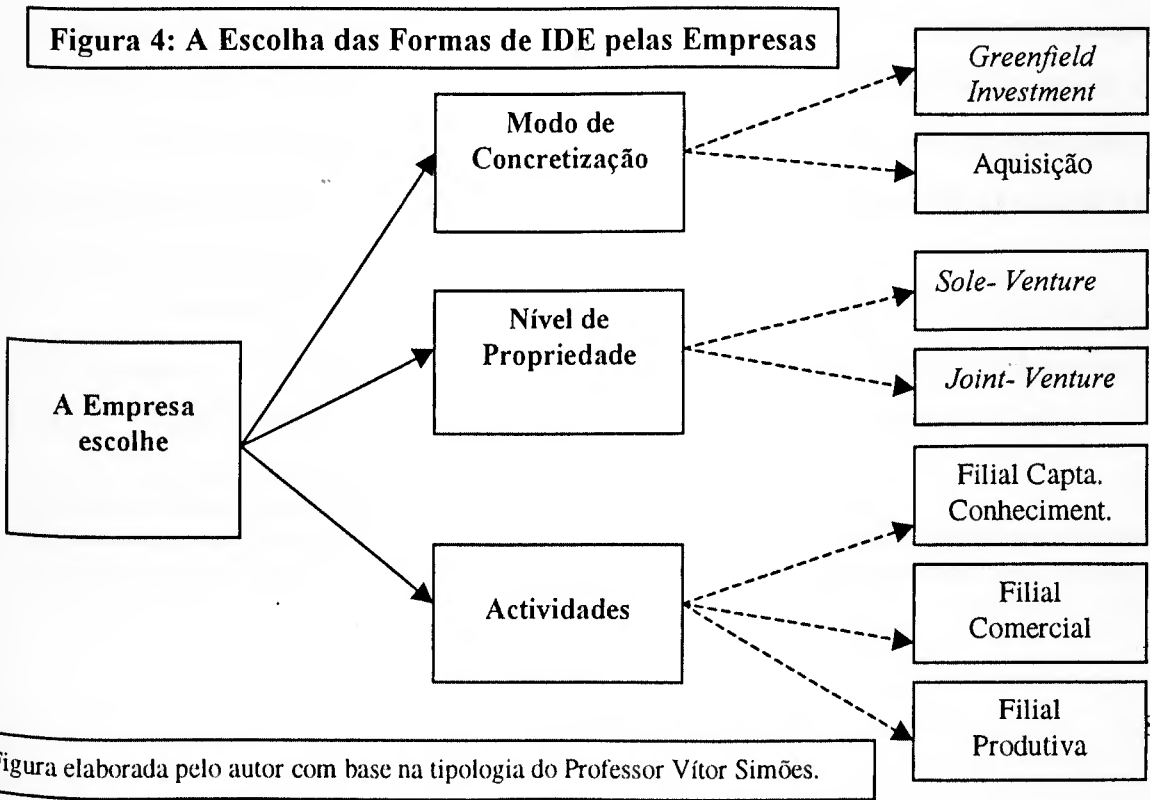 Figura 4: A Escolha das Formas de IDE pelas Empresas
Greenfield
Investment
Modo de
Concretização
Aquisição
Sole- Venture
Nível de
Propriedade
Joint- Venture
A Empresa
escolhe
Filial Capta.
Conheciment.
Actividades
Filial
Comercial
Filial
Produtiva
Figura elaborada pelo autor com base na tipologia do Professor Vítor Simões.